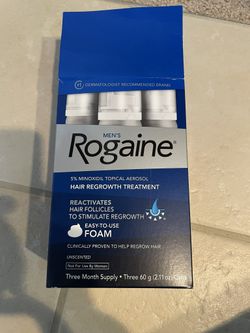 #1 DERMATOLOGIST RECOMMENDED BRAND
MEN'S
Rogaine®
5% MINOXIDIL TOPICAL AEROSOL
HAIR REGROWTH TREATMENT
REACTIVATES
HAIR FOLLICLES
TO STIMULATE REGROWTH
EASY-TO-USE
FOAM
CLINICALLY PROVEN TO HELP REGROW HAIR
UNSCENTED
Not For Use By Women
Three Month Supply • Three 60 g (2.11 oz) Cans